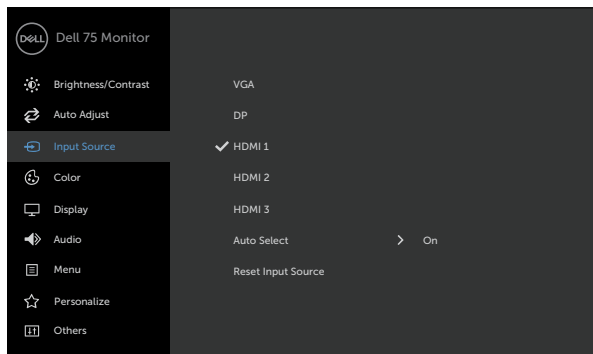 DELL Dell 75 Monitor
Brightness/Contrast
Auto Adjust
Input Source
Color
Display
Audio
Menu
Personalize
Others
VGA
DP
HDMI 1
HDMI 2
HDMI 3
Auto Select On
Reset Input Source